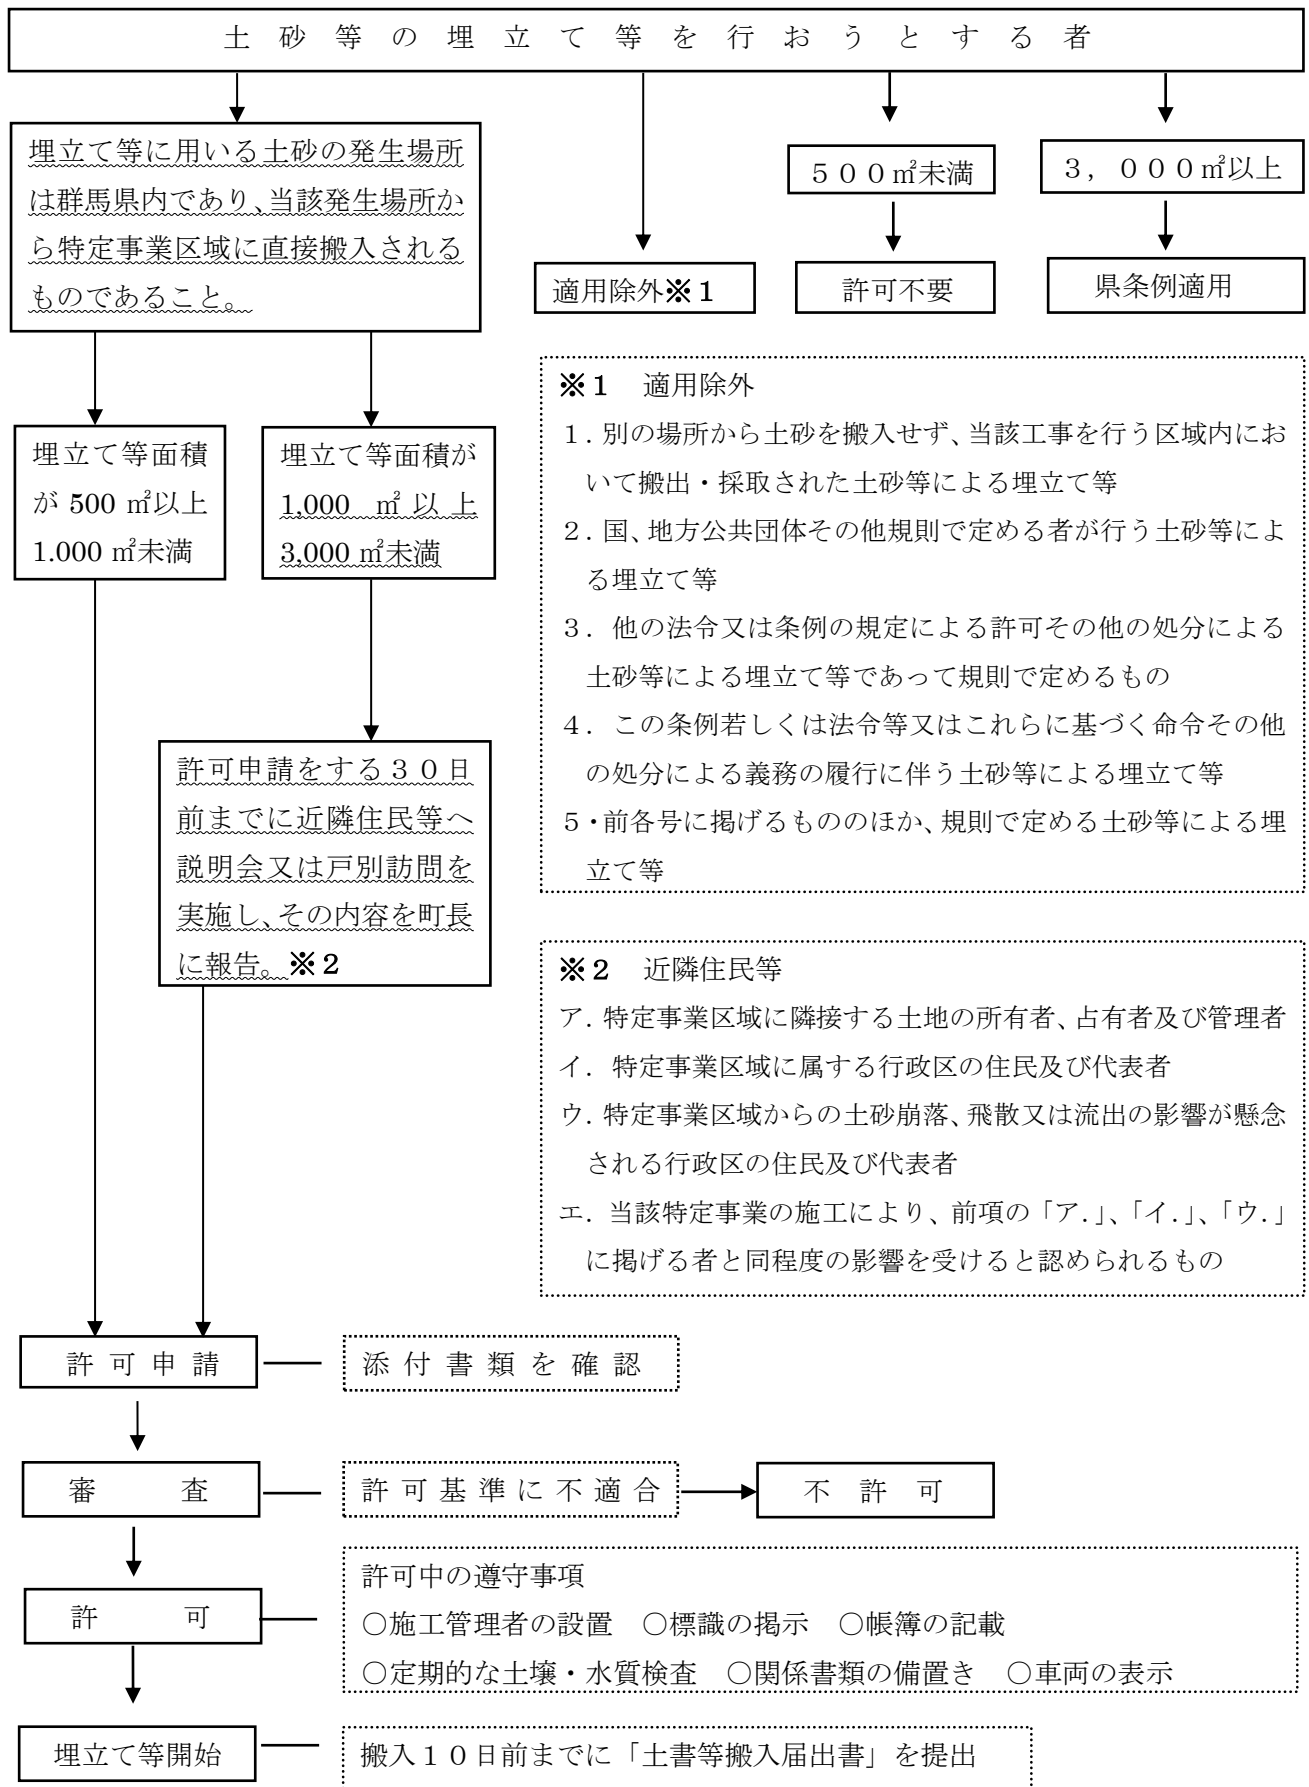 土砂等の埋立て等を行おうとする者
埋立て等に用いる土砂の発生場所
は群馬県内であり、当該発生場所か
ら特定事業区域に直接搬入される
ものであること。
適用除外※1
５００㎡未満
許可不要
３，０００㎡以上
県条例適用
埋立て等面積
が 500 ㎡以上
1.000 ㎡未満
埋立て等面積が
1,000 ㎡以上
3,000 ㎡未満
許可申請をする３０日
前までに近隣住民等へ
説明会又は戸別訪問を
実施し、その内容を町長
に報告。※2
※1　適用除外
１．別の場所から土砂を搬入せず、当該工事を行う区域内にお
いて搬出・採取された土砂等による埋立て等
２．国、地方公共団体その他規則で定める者が行う土砂等によ
る埋立て等
３．他の法令又は条例の規定による許可その他の処分による
土砂等による埋立て等であって規則で定めるもの
４．この条例若しくは法令等又はこれらに基づく命令その他
の処分による義務の履行に伴う土砂等による埋立て等
５・前各号に掲げるもののほか、規則で定める土砂等による埋
立て等
※2　近隣住民等
ア．特定事業区域に隣接する土地の所有者、占有者及び管理者
イ．特定事業区域に属する行政区の住民及び代表者
ウ．特定事業区域からの土砂崩落、飛散又は流出の影響が懸念
される行政区の住民及び代表者
エ．当該特定事業の施工により、前項の「ア．」、「イ．」、「ウ．」
に掲げる者と同程度の影響を受けると認められるもの
許可申請
添付書類を確認
審　査
許可基準に不適合
不許可
許　可
許可中の遵守事項
○施工管理者の設置　○標識の掲示　○帳簿の記載
○定期的な土壌・水質検査　○関係書類の備置き　○車両の表示
埋立て等開始
搬入１０日前までに「土書等搬入届出書」を提出